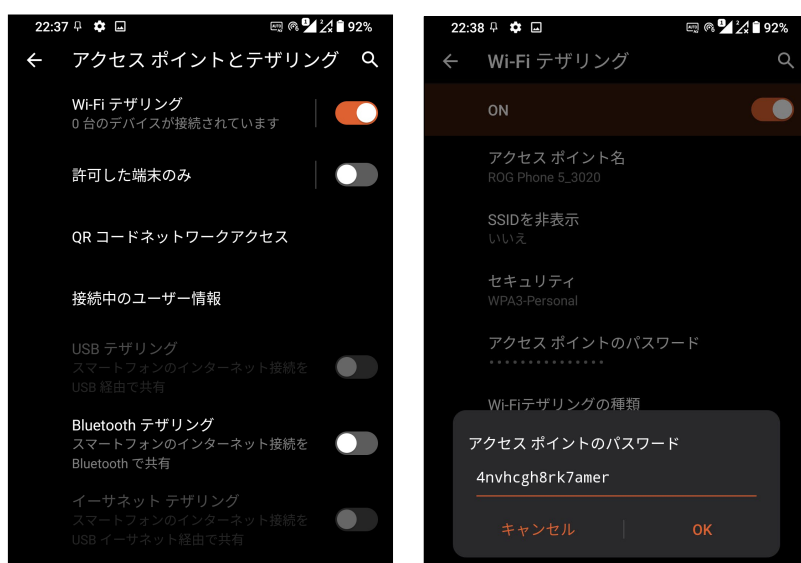 22:37
92%
アクセス ポイントとテザリング
Wi-Fi テザリング
0 台のデバイスが接続されています
許可した端末のみ
QR コードネットワークアクセス
接続中のユーザー情報
USB テザリング
スマートフォンのインターネット接続を
USB 経由で共有
Bluetooth テザリング
スマートフォンのインターネット接続を
Bluetooth で共有
イーサネット テザリング
スマートフォンのインターネット接続を
USB イーサネット経由で共有
22:38
92%
Wi-Fi テザリング
ON
アクセス ポイント名
ROG Phone 5_3020
SSIDを非表示
いいえ
セキュリティ
WPA3-Personal
アクセス ポイントのパスワード
•••••••••••••••
Wi-Fiテザリングの種類
アクセス ポイントのパスワード
4nvhcgh8rk7amer
キャンセル
OK